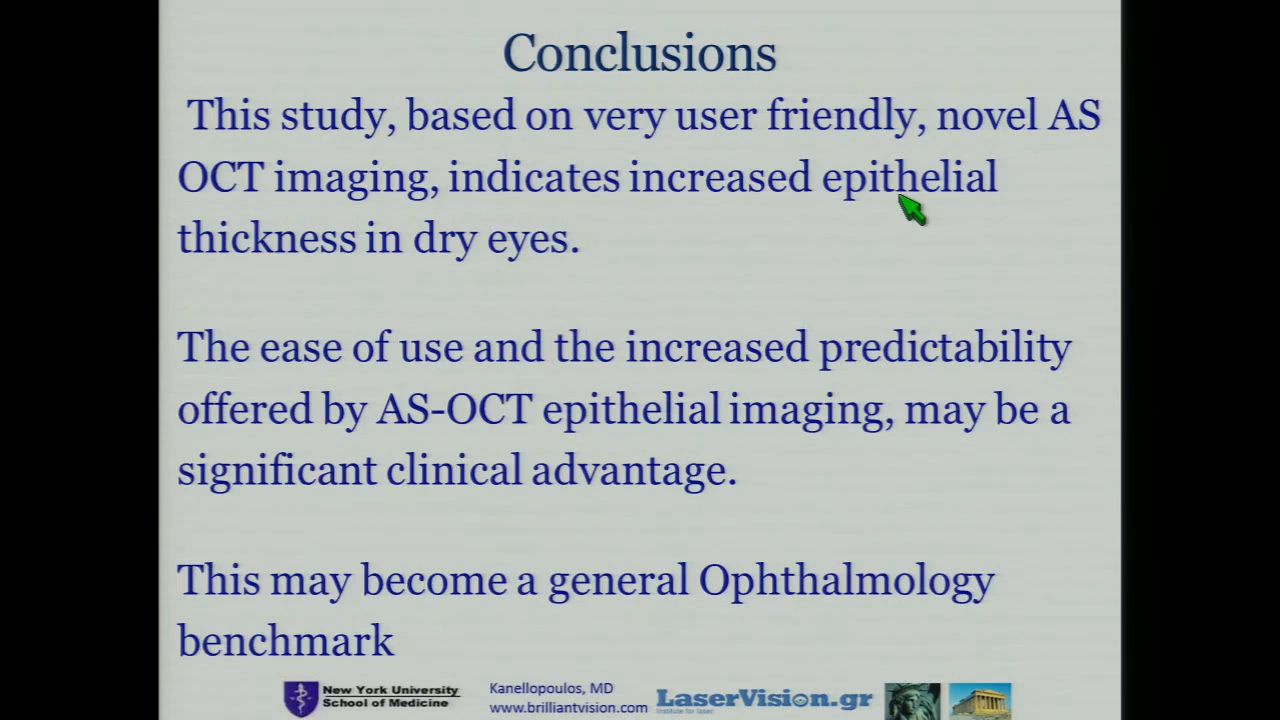 Conclusions
This study, based on very user friendly, novel AS
OCT imaging, indicates increased epithelial
thickness in dry eyes.
The ease of use and the increased predictability
offered by AS-OCT epithelial imaging, may be a
significant clinical advantage.
This may become a general Ophthalmology
benchmark
New York University
School of Medicine
Kanellopoulos, MD
www.brilliantvision.com
LaserVision.gr
Institute for laser